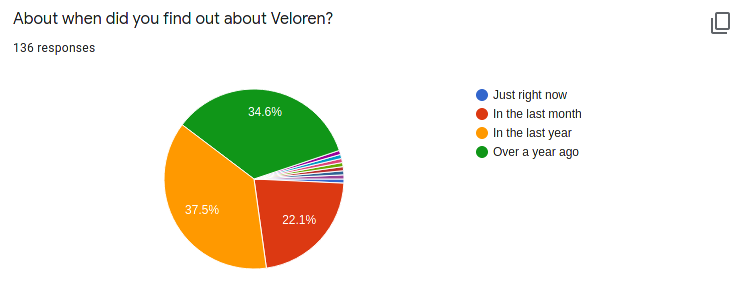 About when did you find out about Veloren?
136 responses
34.6%
37.5%
22.1%
Just right now
In the last month
In the last year
Over a year ago